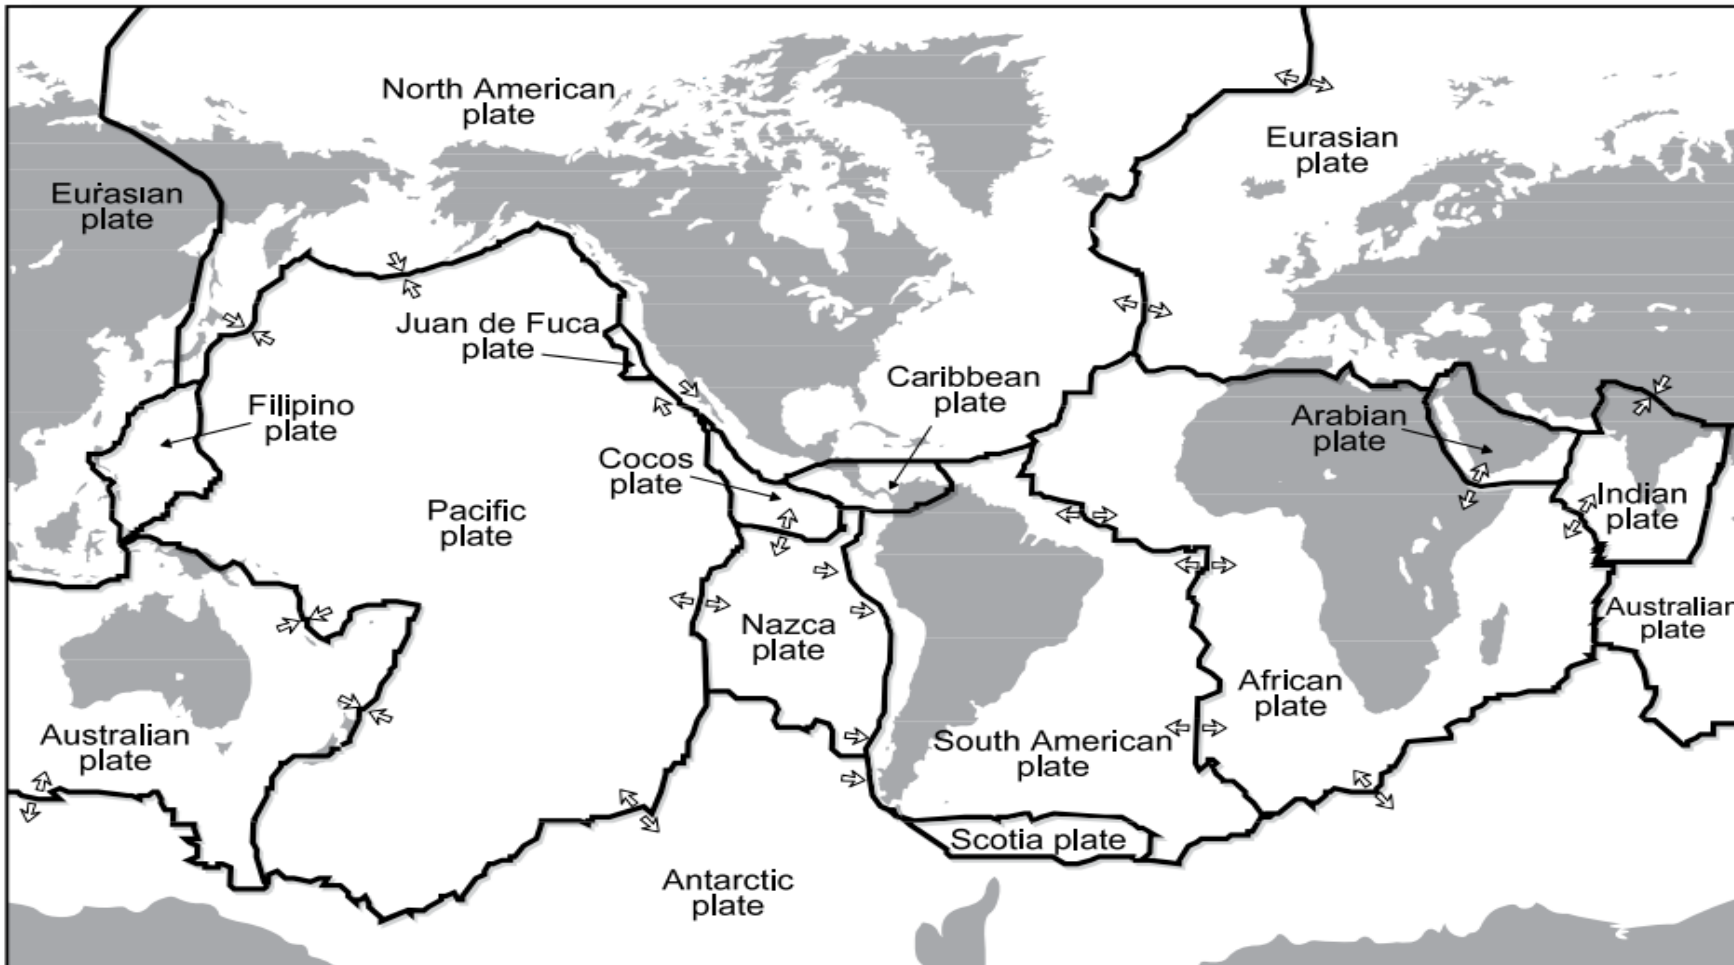 North American
plate
Eurasian
plate
Eurasian
plate
Juan de Fuca
plate
Caribbean
plate
Filipino
plate
Arabian
plate
Cocos
plate
Pacific
plate
Indian
plate
Nazca
plate
Australian
plate
African
plate
Australian
plate
South American
plate
Scotia plate
Antarctic
plate